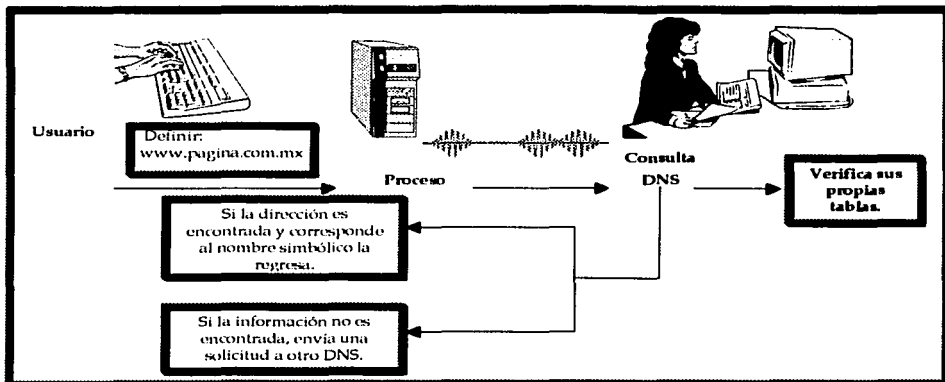 Usuario
Definir:
www.pagina.com.mx
Proceso
Consulta
DNS
Verifica sus
propias
tablas.
Si la dirección es
encontrada y corresponde
al nombre simbólico la
regresa.
Si la información no es
encontrada, envía una
solicitud a otro DNS.